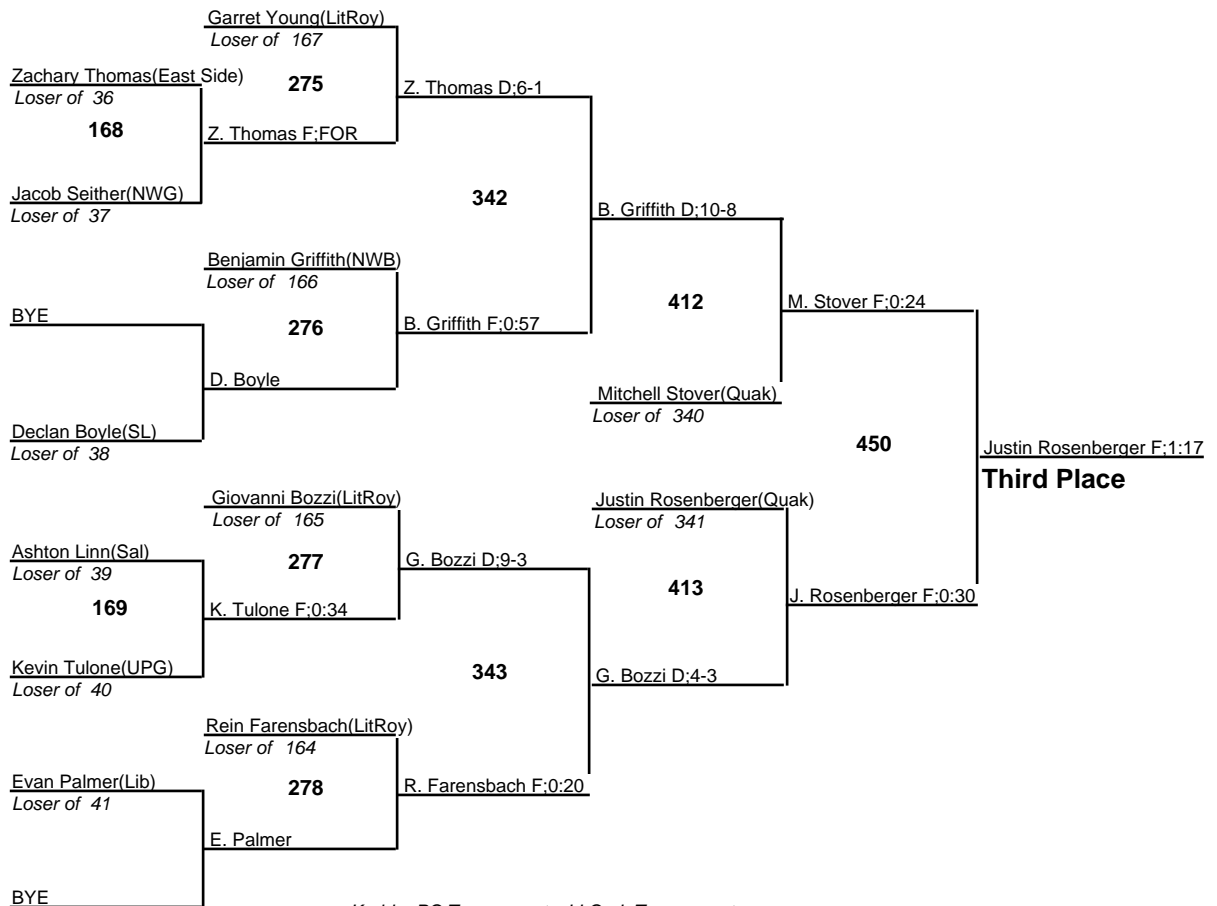 Garret Young(LitRoy)
Loser of 167
Zachary Thomas(East Side)
Loser of 36
275
Z. Thomas D;6-1
168
Z. Thomas F;FOR
Jacob Seither(NWG)
Loser of 37
342
B. Griffith D;10-8
Benjamin Griffith(NWB)
Loser of 166
BYE
276
B. Griffith F;0:57
412
M. Stover F;0:24
D. Boyle
Mitchell Stover(Quak)
Loser of 340
Declan Boyle(SL)
Loser of 38
450
Justin Rosenberger F;1:17
Third Place
Giovanni Bozzi(LitRoy)
Loser of 165
Justin Rosenberger(Quak)
Loser of 341
Ashton Linn(Sal)
Loser of 39
277
G. Bozzi D;9-3
413
169
K. Tulone F;0:34
J. Rosenberger F;0:30
Kevin Tulone(UPG)
Loser of 40
343
G. Bozzi D;4-3
Rein Farensbach(LitRoy)
Loser of 164
Evan Palmer(Lib)
Loser of 41
278
R. Farensbach F;0:20
E. Palmer
BYE